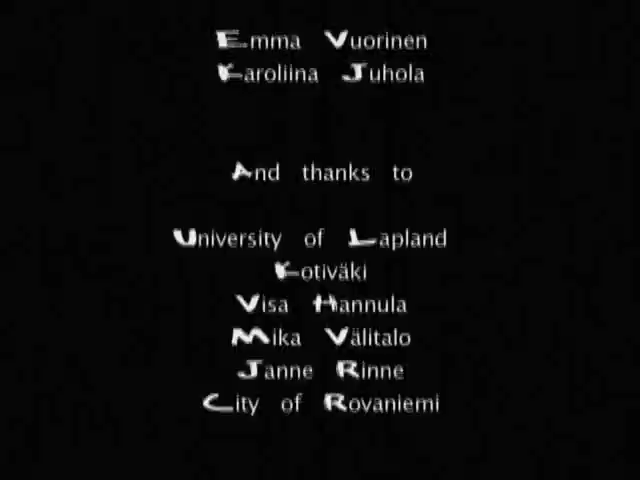 Emma Vuorinen
Karoliina Juhola
And thanks to
University of Lapland
Kotiväki
Visa Hannula
Mika Välitalo
Janne Rinne
City of Rovaniemi